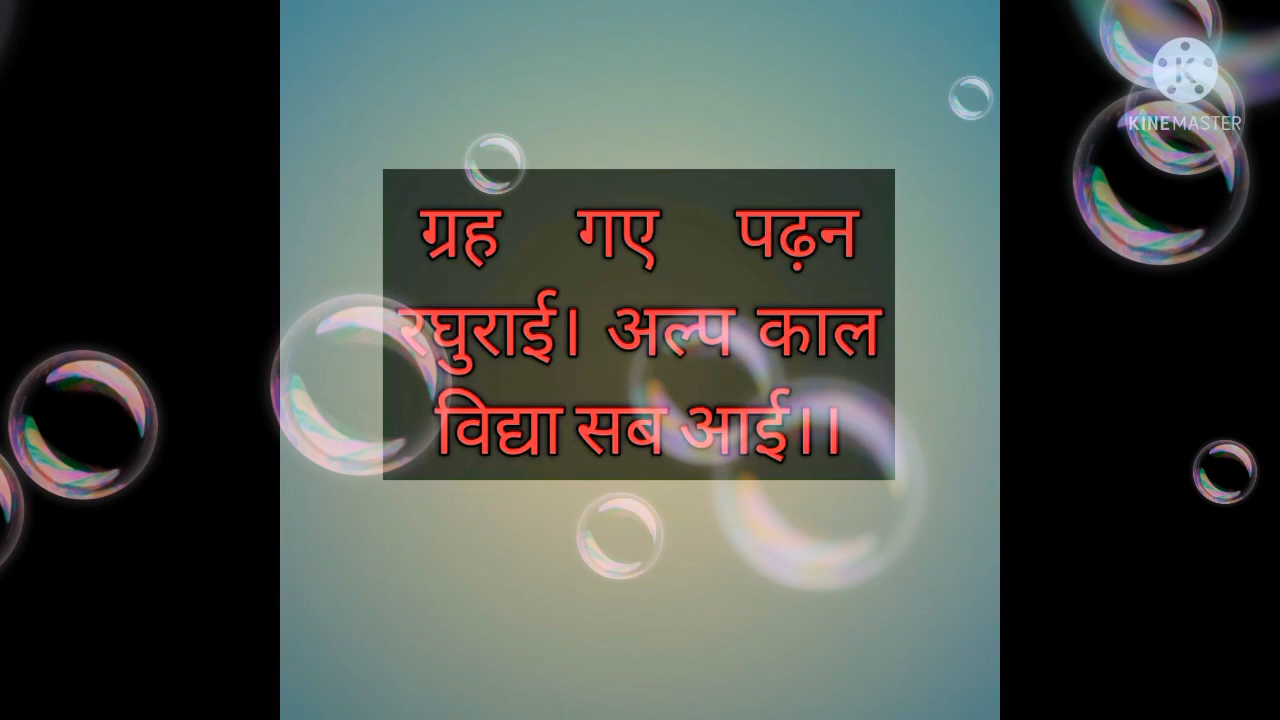 KINEMASTER
ग्रह गए पढ़न
रघुराई। अल्प काल
विद्या सब आई।।